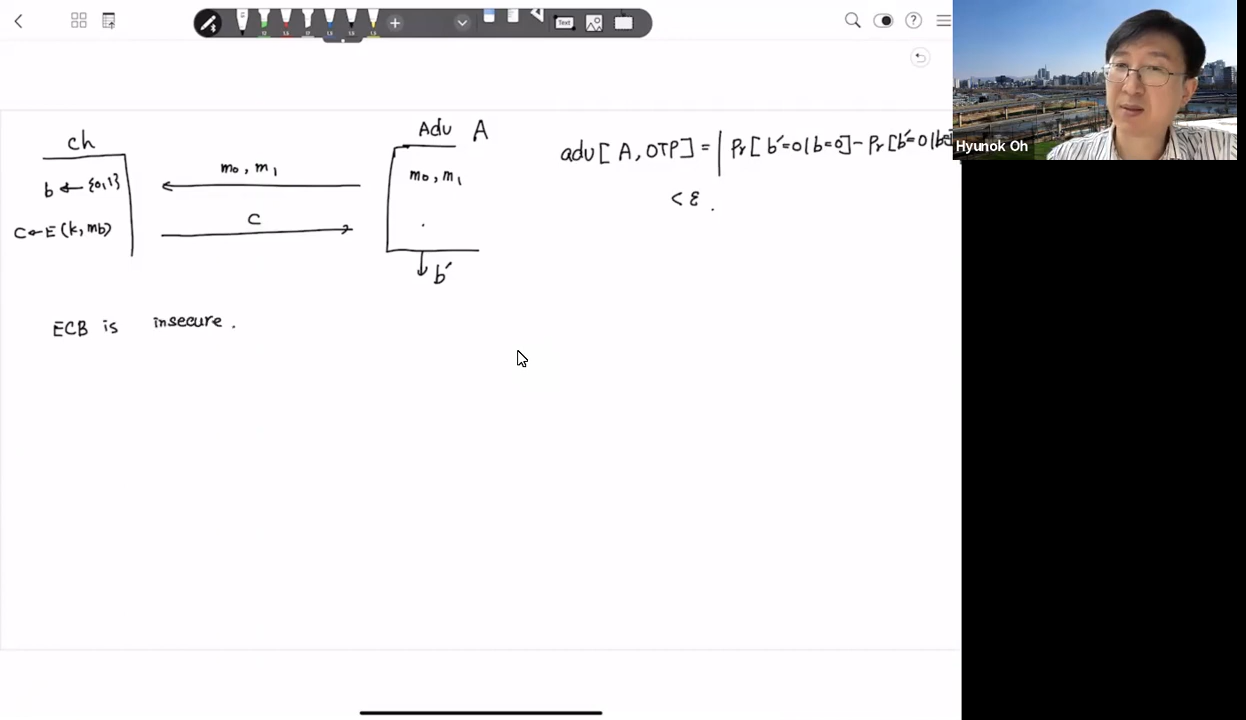 Text
ch
Adv A
b ← {0,1}
m0, m1
m0, m1
adv[A, OTP] = | Pr[b'=0|b=0] - Pr[b'=0|b=
Hyunok Oh
c ← E(k, mb)
C
< ε.
b'
ECB is insecure.